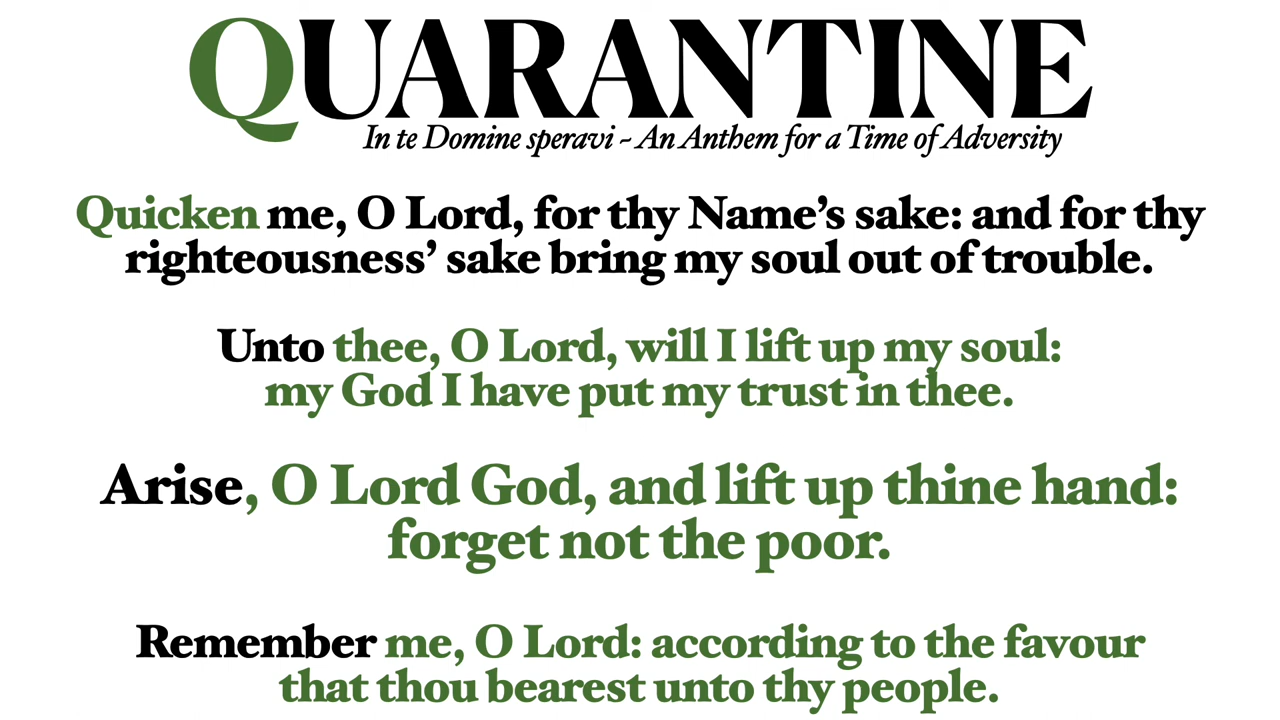 QUARANTINE
In te Domine speravi ~ An Anthem for a Time of Adversity
Quicken me, O Lord, for thy Name’s sake: and for thy
righteousness’ sake bring my soul out of trouble.
Unto thee, O Lord, will I lift up my soul:
my God I have put my trust in thee.
Arise, O Lord God, and lift up thine hand:
forget not the poor.
Remember me, O Lord: according to the favour
that thou bearest unto thy people.